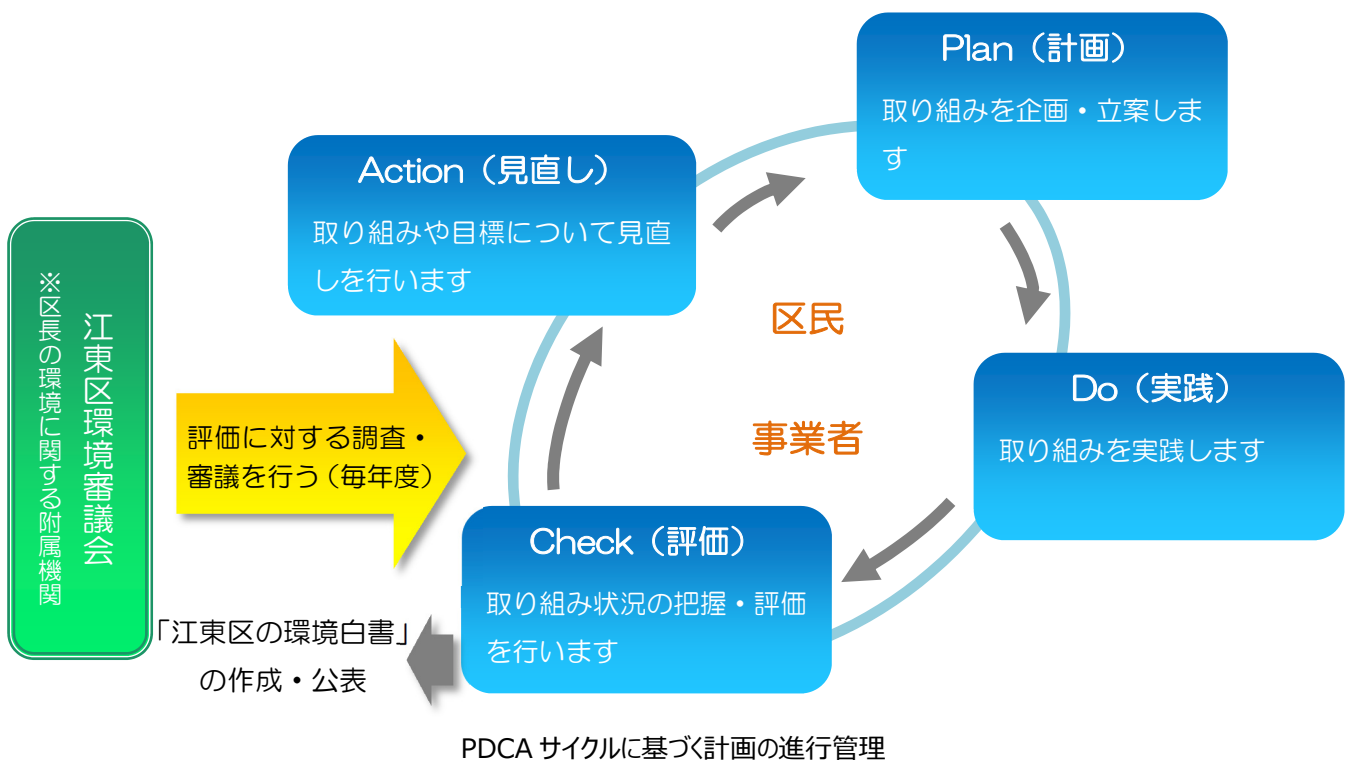 Plan（計画）
取り組みを企画・立案しま
す
Action（見直し）
取り組みや目標について見直
しを行います
江東区環境審議会
※区長の環境に関する附属機関
区民
事業者
Do（実践）
取り組みを実践します
評価に対する調査・
審議を行う（毎年度）
Check（評価）
取り組み状況の把握・評価
を行います
「江東区の環境白書」
の作成・公表
PDCA サイクルに基づく計画の進行管理